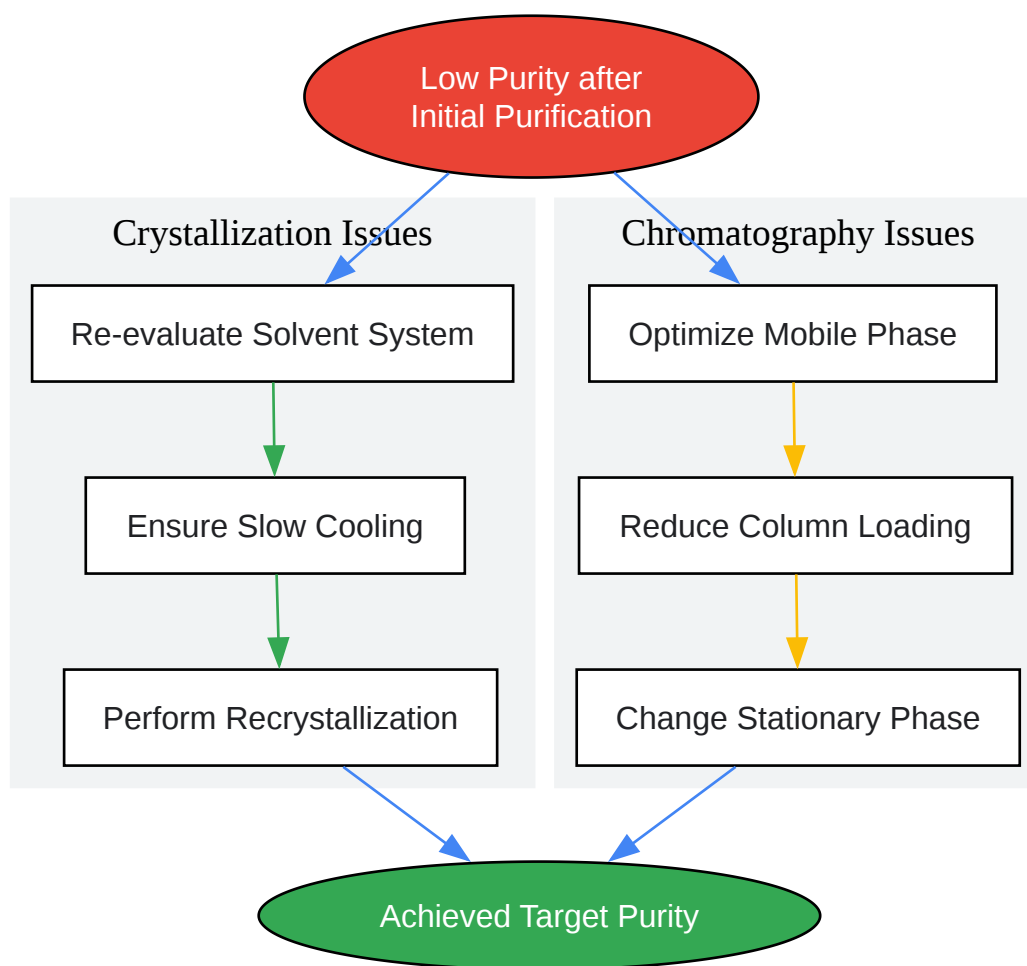 Low Purity after
Initial Purification
Crystallization Issues
Re-evaluate Solvent System
Ensure Slow Cooling
Perform Recrystallization
Chromatography Issues
Optimize Mobile Phase
Reduce Column Loading
Change Stationary Phase
Achieved Target Purity